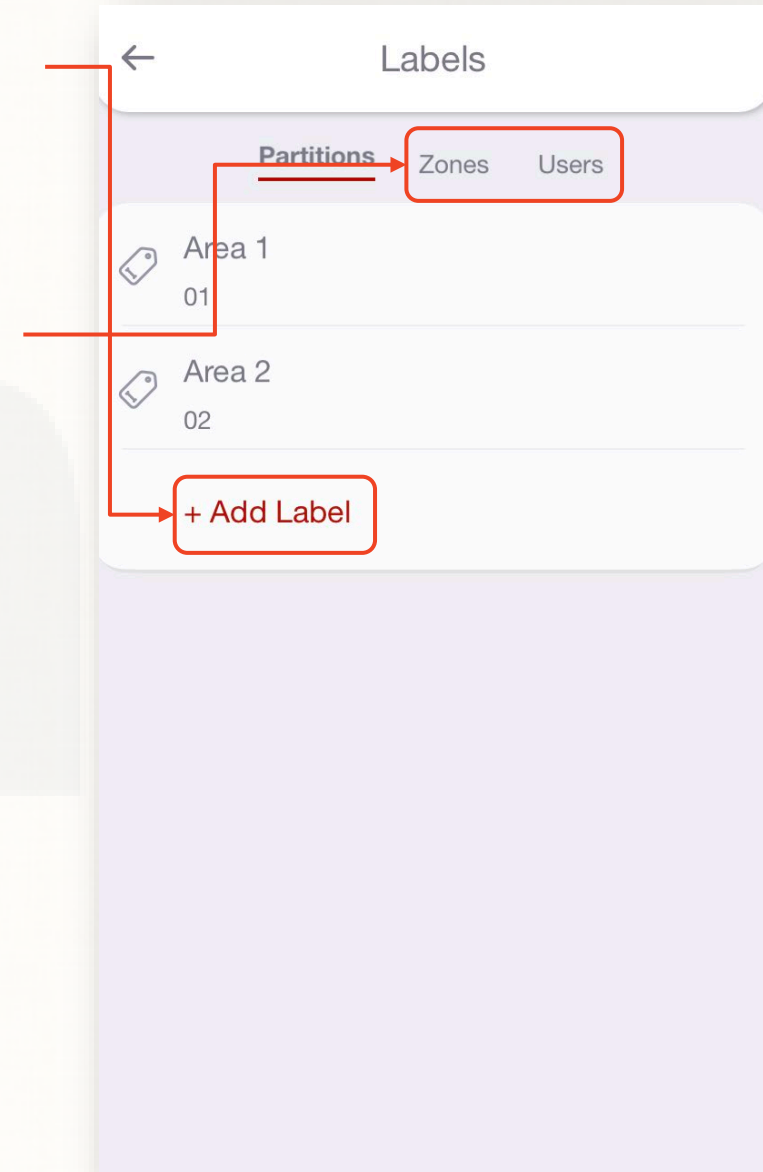 Labels
Partitions Zones Users
Area 1
01
Area 2
02
+ Add Label